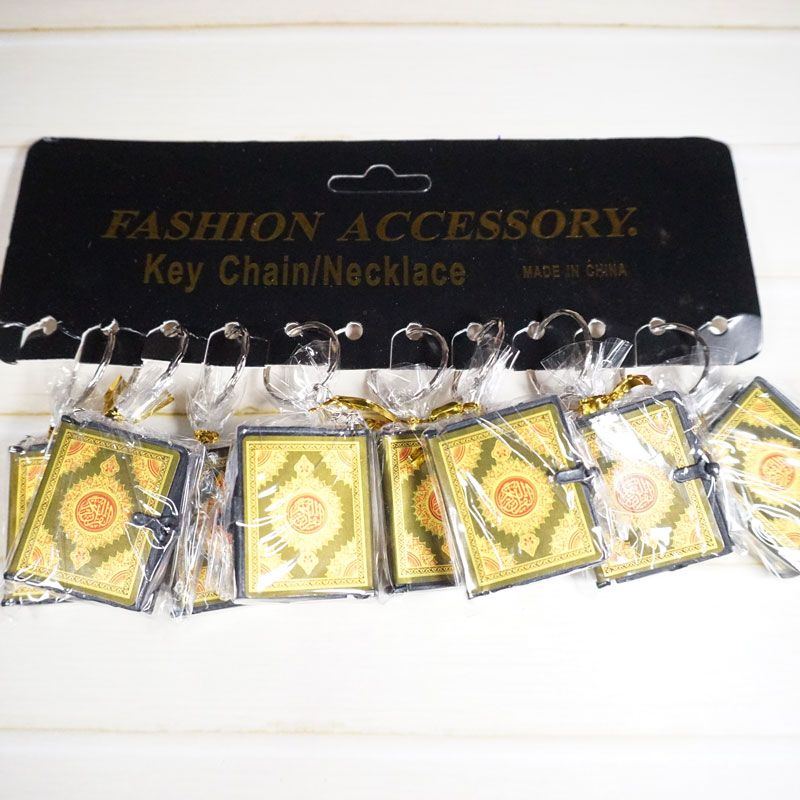 FASHION ACCESSORY.
Key Chain/Necklace
MADE IN CHINA